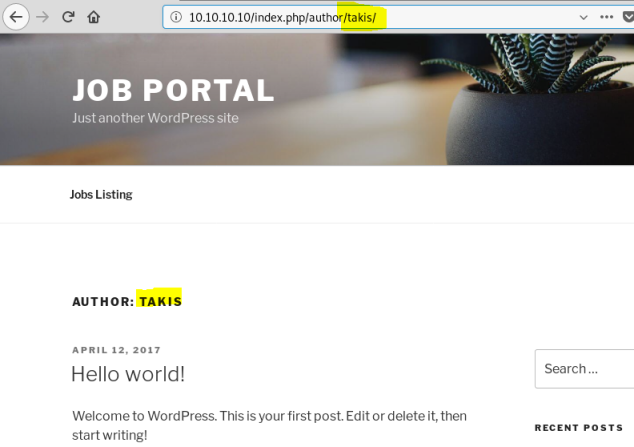 10.10.10.10/index.php/author/takis/
JOB PORTAL
Just another WordPress site
Jobs Listing
AUTHOR: TAKIS
APRIL 12, 2017
Hello world!
Search …
Welcome to WordPress. This is your first post. Edit or delete it, then
start writing!
RECENT POSTS